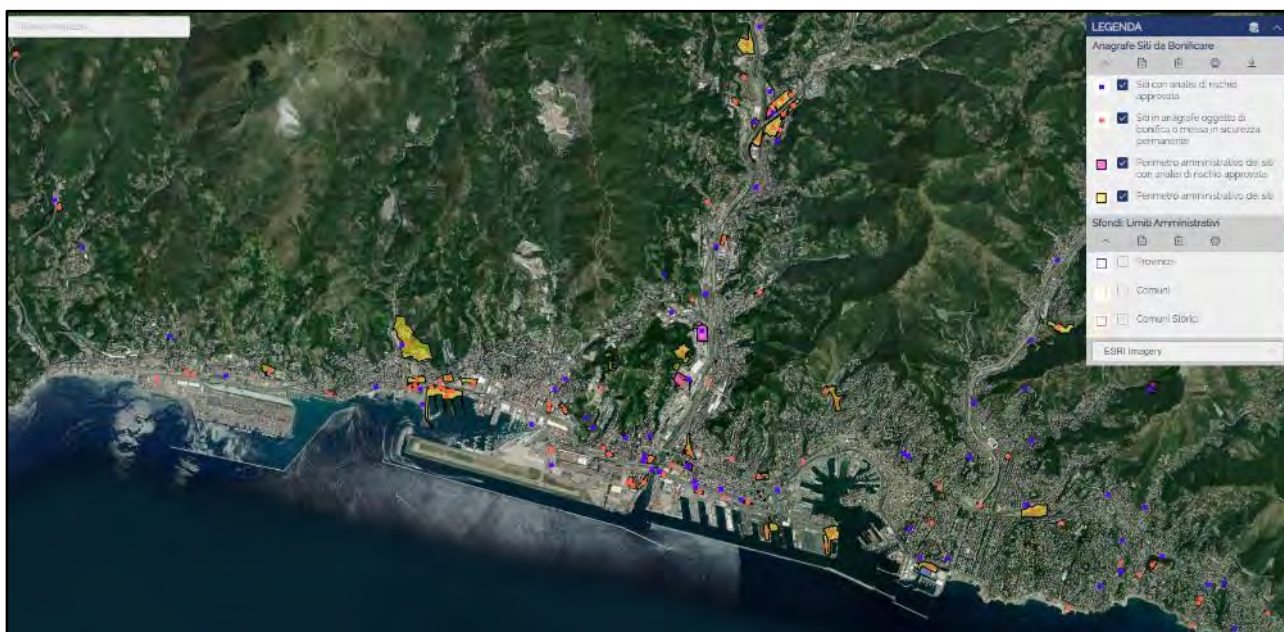 LEGENDA
Anagrafe Siti da Bonificare
Siti con analisi di rischio
approvata
Siti in anagrafe oggetto di
bonifica o messa in sicurezza
permanente
Perimetro amministrativo dei siti
con analisi di rischio approvata
Perimetro amministrativo dei siti
Sfondi: Limiti Amministrativi
Province
Comuni
Comuni Storici
ESRI Imagery